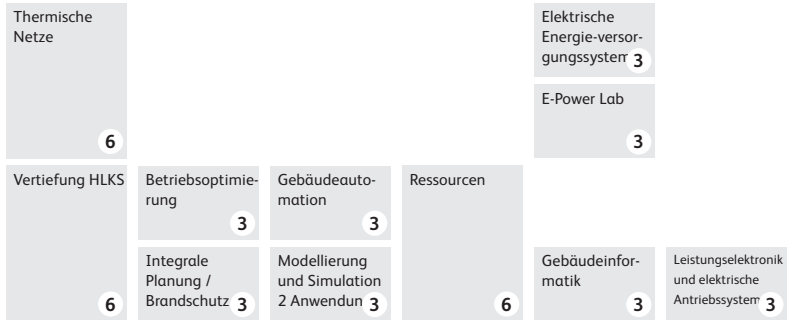 Thermische
Netze
6
Elektrische
Energie-versor-
gungssystem
3
E-Power Lab
3
Vertiefung HLKS
6
Betriebsoptimie-
rung
3
Gebäudeauto-
mation
3
Ressourcen
6
Integrale
Planung /
Brandschutz
3
Modellierung
und Simulation
2 Anwendun
3
Gebäudeinfor-
matik
3
Leistungselektronik
und elektrische
Antriebssystem
3